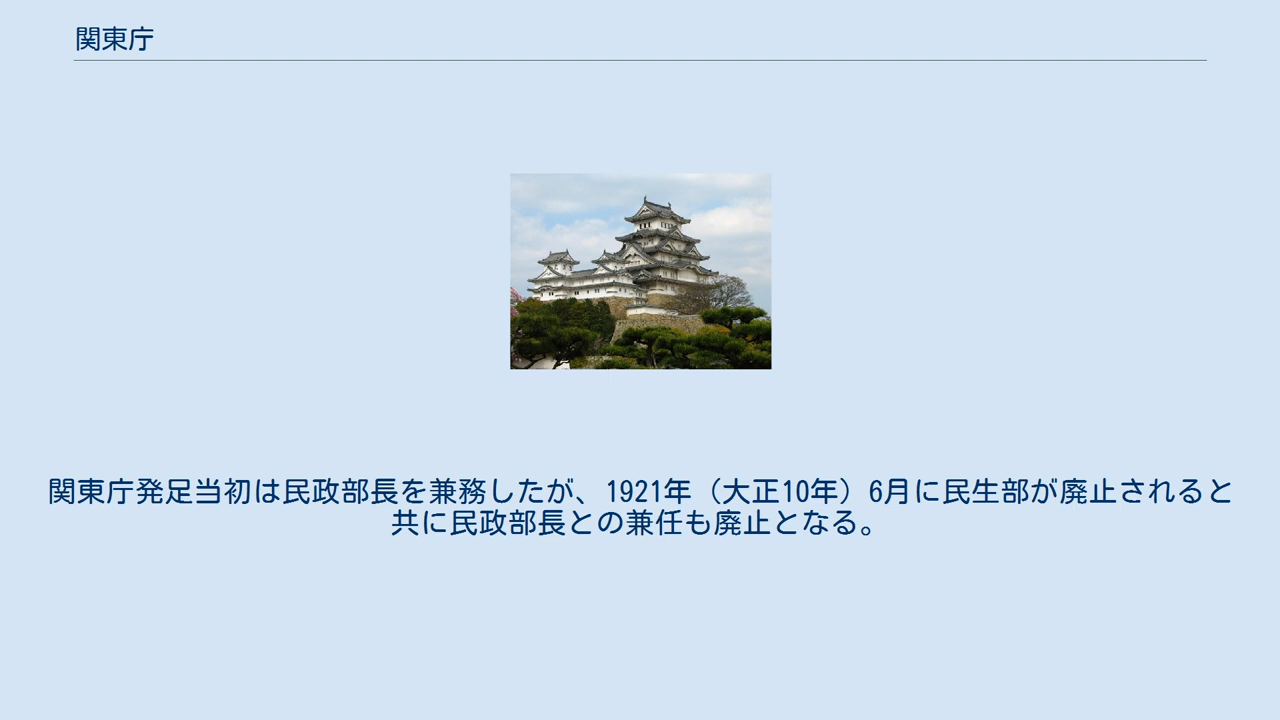 関東庁
関東庁発足当初は民政部長を兼務したが、1921年（大正10年）6月に民生部が廃止されると
共に民政部長との兼任も廃止となる。